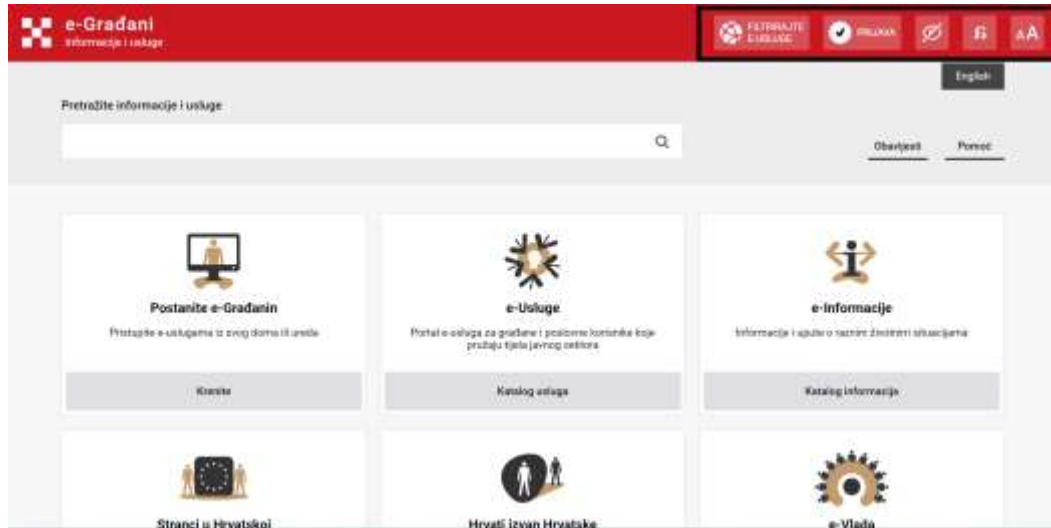 e-Građani
Informacije i usluge
FILTRIRAJTE
E-USLUGE
PRIJAVA
AA
English
Pretražite informacije i usluge
Obavijesti
Pomoć
Postanite e-Građanin
Pristupite e-uslugama iz svog doma ili ureda
Krenite
e-Usluge
Portal e-usluga za građane i poslovne korisnike koje
pružaju tijela javnog sektora
Katalog usluga
e-Informacije
Informacije i upute o raznim životnim situacijama
Katalog informacija
Stranci u Hrvatskoj
Hrvati izvan Hrvatske
e-Vlada